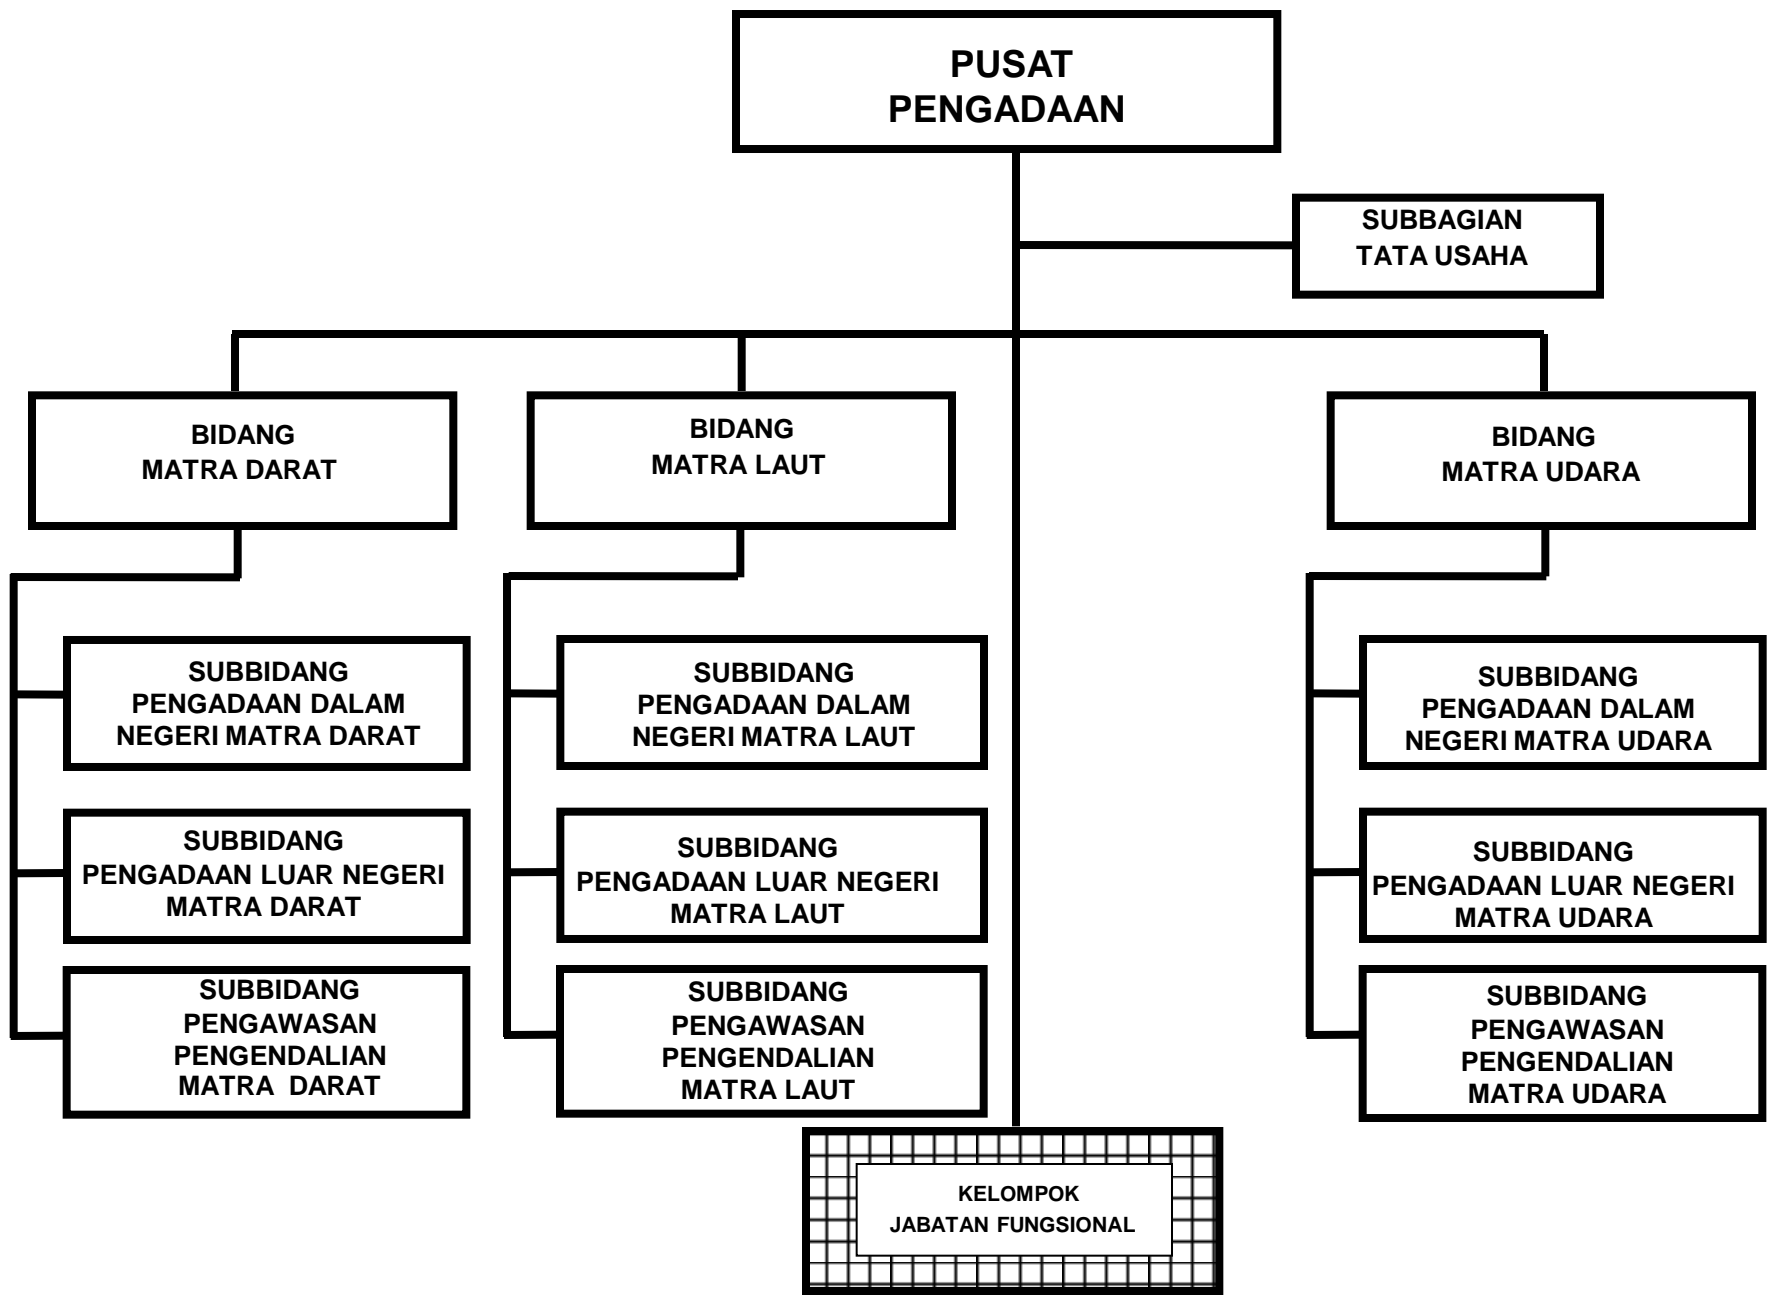 PUSAT
PENGADAAN
SUBBAGIAN
TATA USAHA
BIDANG
MATRA DARAT
BIDANG
MATRA LAUT
BIDANG
MATRA UDARA
SUBBIDANG
PENGADAAN DALAM
NEGERI MATRA DARAT
SUBBIDANG
PENGADAAN DALAM
NEGERI MATRA LAUT
SUBBIDANG
PENGADAAN DALAM
NEGERI MATRA UDARA
SUBBIDANG
PENGADAAN LUAR NEGERI
MATRA DARAT
SUBBIDANG
PENGADAAN LUAR NEGERI
MATRA LAUT
SUBBIDANG
PENGADAAN LUAR NEGERI
MATRA UDARA
SUBBIDANG
PENGAWASAN
PENGENDALIAN
MATRA DARAT
SUBBIDANG
PENGAWASAN
PENGENDALIAN
MATRA LAUT
SUBBIDANG
PENGAWASAN
PENGENDALIAN
MATRA UDARA
KELOMPOK
JABATAN FUNGSIONAL